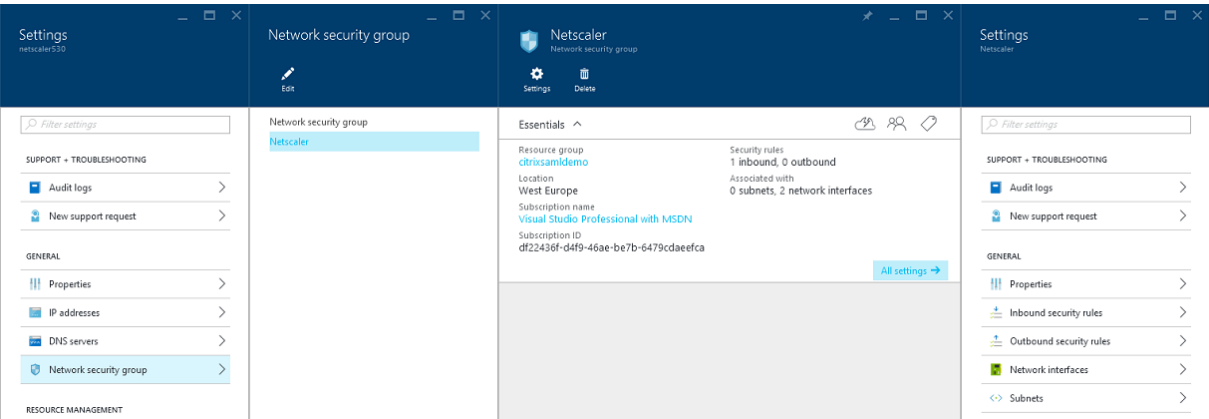 Settings
netscaler530
Filter settings
SUPPORT + TROUBLESHOOTING
Audit logs
New support request
GENERAL
Properties
IP addresses
DNS servers
Network security group
RESOURCE MANAGEMENT
Network security group
Edit
Network security group
Netscaler
Netscaler
Network security group
Settings
Delete
Essentials
Resource group
citrixsamldemo
Location
West Europe
Subscription name
Visual Studio Professional with MSDN
Subscription ID
df22436f-d4f9-46ae-be7b-6479cdaeefca
Security rules
1 inbound, 0 outbound
Associated with
0 subnets, 2 network interfaces
All settings
Settings
Netscaler
Filter settings
SUPPORT + TROUBLESHOOTING
Audit logs
New support request
GENERAL
Properties
Inbound security rules
Outbound security rules
Network interfaces
Subnets